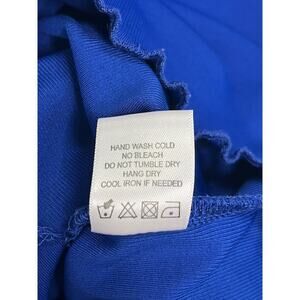 HAND WASH COLD
NO BLEACH
DO NOT TUMBLE DRY
HANG DRY
COOL IRON IF NEEDED